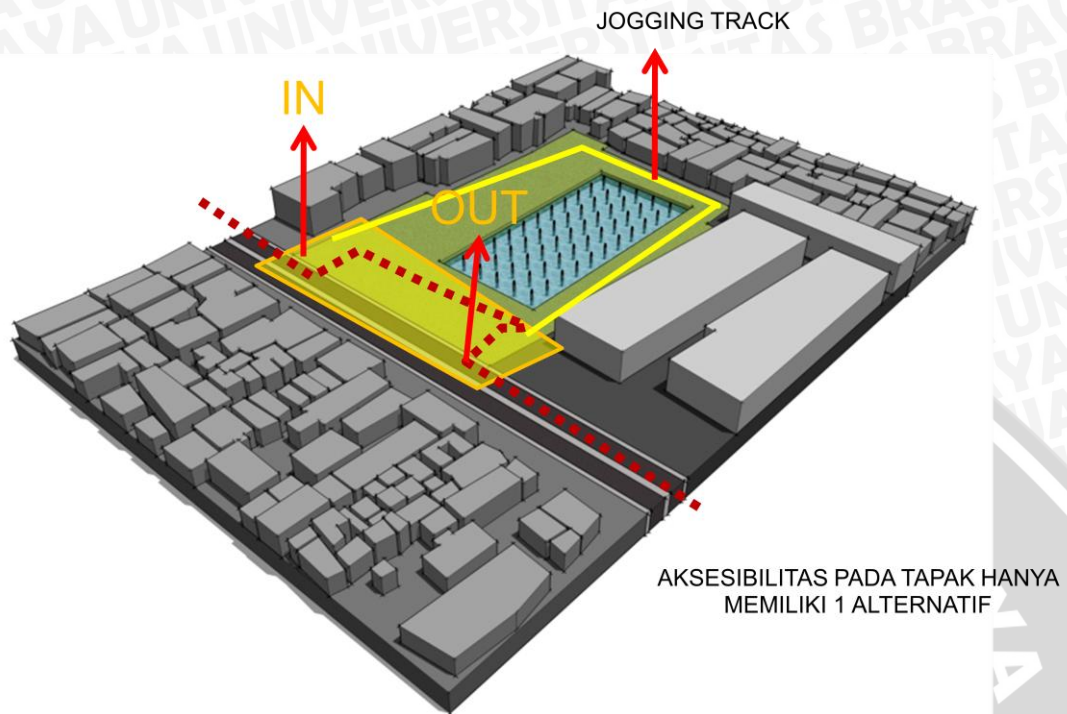 JOGGING TRACK
IN
OUT
AKSESIBILITAS PADA TAPAK HANYA
MEMILIKI 1 ALTERNATIF